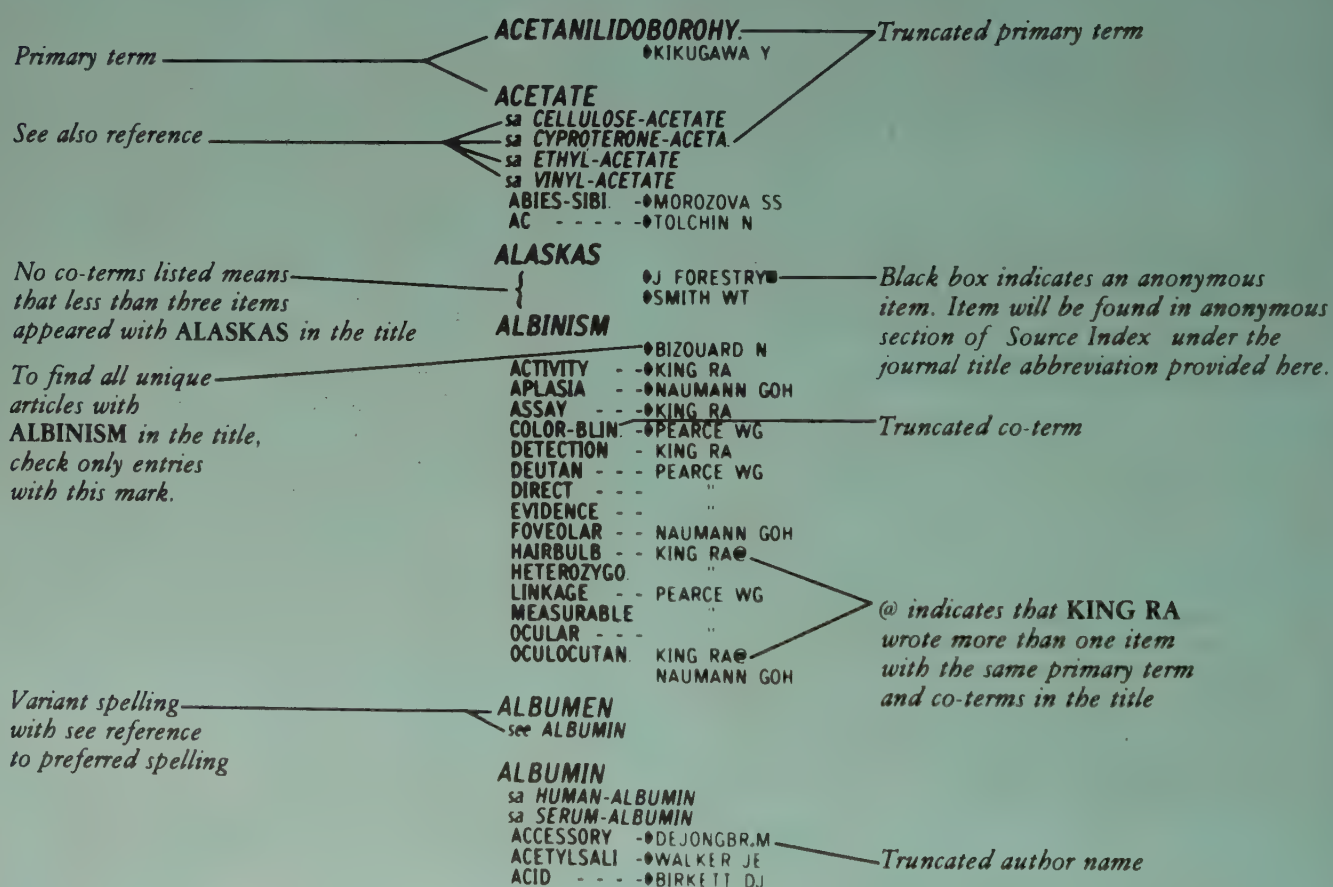 ACETANILIDOBOROHY.
KIKUGAWA Y
Truncated primary term
Primary term
ACETATE
sa CELLULOSE-ACETATE
See also reference
sa CYPROTERONE-ACETA.
sa ETHYL-ACETATE
sa VINYL-ACETATE
ABIES-SIBI. - MOROZOVA SS
AC - - - - - TOLCHIN N
ALASKAS
No co-terms listed means
that less than three items
appeared with ALASKAS in the title
J FORESTRY■
SMITH WT
Black box indicates an anonymous
item. Item will be found in anonymous
section of Source Index under the
journal title abbreviation provided here.
ALBINISM
BIZOUARD N
To find all unique
articles with
ALBINISM in the title,
check only entries
with this mark.
ACTIVITY - - KING RA
APLASIA - - NAUMANN GOH
ASSAY - - - KING RA
COLOR-BLIN. - PEARCE WG
Truncated co-term
DETECTION - KING RA
DEUTAN - - - PEARCE WG
DIRECT - - - "
EVIDENCE - - "
FOVEOLAR - - NAUMANN GOH
HAIRBULB - - KING RA@
HETEROZYGO. "
LINKAGE - - PEARCE WG
MEASURABLE "
OCULAR - - - "
OCULOCUTAN. KING RA@
NAUMANN GOH
@ indicates that KING RA
wrote more than one item
with the same primary term
and co-terms in the title
Variant spelling
with see reference
to preferred spelling
ALBUMEN
see ALBUMIN
ALBUMIN
sa HUMAN-ALBUMIN
sa SERUM-ALBUMIN
ACCESSORY - DEJONGBR.M
ACETYLSALI - WALKER JE
Truncated author name
ACID - - - - BIRKETT DJ